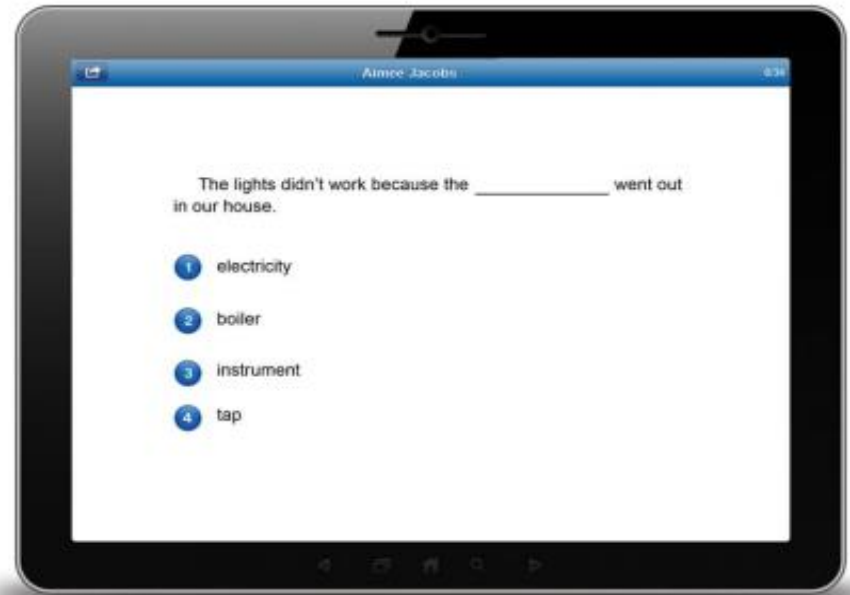 Aimee Jacobs
The lights didn't work because the ______________ went out
in our house.
1 electricity
2 boiler
3 instrument
4 tap